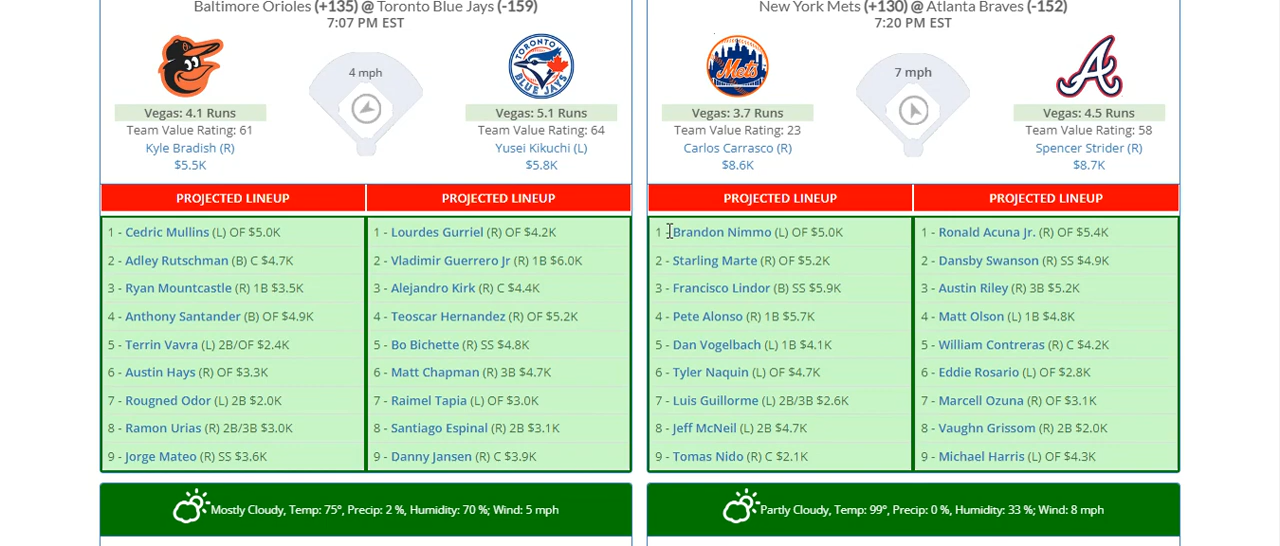 Baltimore Orioles (+135) @ Toronto Blue Jays (-159)
7:07 PM EST
4 mph
TORONTO
BLUE JAYS
Vegas: 4.1 Runs
Vegas: 5.1 Runs
Team Value Rating: 61
Team Value Rating: 64
Kyle Bradish (R)
Yusei Kikuchi (L)
$5.5K
$5.8K
PROJECTED LINEUP
PROJECTED LINEUP
1 - Cedric Mullins (L) OF $5.0K
2 - Adley Rutschman (B) C $4.7K
3 - Ryan Mountcastle (R) 1B $3.5K
4 - Anthony Santander (B) OF $4.9K
5 - Terrin Vavra (L) 2B/OF $2.4K
6 - Austin Hays (R) OF $3.3K
7 - Rougned Odor (L) 2B $2.0K
8 - Ramon Urias (R) 2B/3B $3.0K
9 - Jorge Mateo (R) SS $3.6K
1 - Lourdes Gurriel (R) OF $4.2K
2 - Vladimir Guerrero Jr (R) 1B $6.0K
3 - Alejandro Kirk (R) C $4.4K
4 - Teoscar Hernandez (R) OF $5.2K
5 - Bo Bichette (R) SS $4.8K
6 - Matt Chapman (R) 3B $4.7K
7 - Raimel Tapia (L) OF $3.0K
8 - Santiago Espinal (R) 2B $3.1K
9 - Danny Jansen (R) C $3.9K
Mostly Cloudy, Temp: 75°, Precip: 2 %, Humidity: 70 %; Wind: 5 mph
New York Mets (+130) @ Atlanta Braves (-152)
7:20 PM EST
Mets
7 mph
A
Vegas: 3.7 Runs
Vegas: 4.5 Runs
Team Value Rating: 23
Team Value Rating: 58
Carlos Carrasco (R)
Spencer Strider (R)
$8.6K
$8.7K
PROJECTED LINEUP
PROJECTED LINEUP
1 - Brandon Nimmo (L) OF $5.0K
2 - Starling Marte (R) OF $5.2K
3 - Francisco Lindor (B) SS $5.9K
4 - Pete Alonso (R) 1B $5.7K
5 - Dan Vogelbach (L) 1B $4.1K
6 - Tyler Naquin (L) OF $4.7K
7 - Luis Guillorme (L) 2B/3B $2.6K
8 - Jeff McNeil (L) 2B $4.7K
9 - Tomas Nido (R) C $2.1K
1 - Ronald Acuna Jr. (R) OF $5.4K
2 - Dansby Swanson (R) SS $4.9K
3 - Austin Riley (R) 3B $5.2K
4 - Matt Olson (L) 1B $4.8K
5 - William Contreras (R) C $4.2K
6 - Eddie Rosario (L) OF $2.8K
7 - Marcell Ozuna (R) OF $3.1K
8 - Vaughn Grissom (R) 2B $2.0K
9 - Michael Harris (L) OF $4.3K
Partly Cloudy, Temp: 99°, Precip: 0 %, Humidity: 33 %; Wind: 8 mph